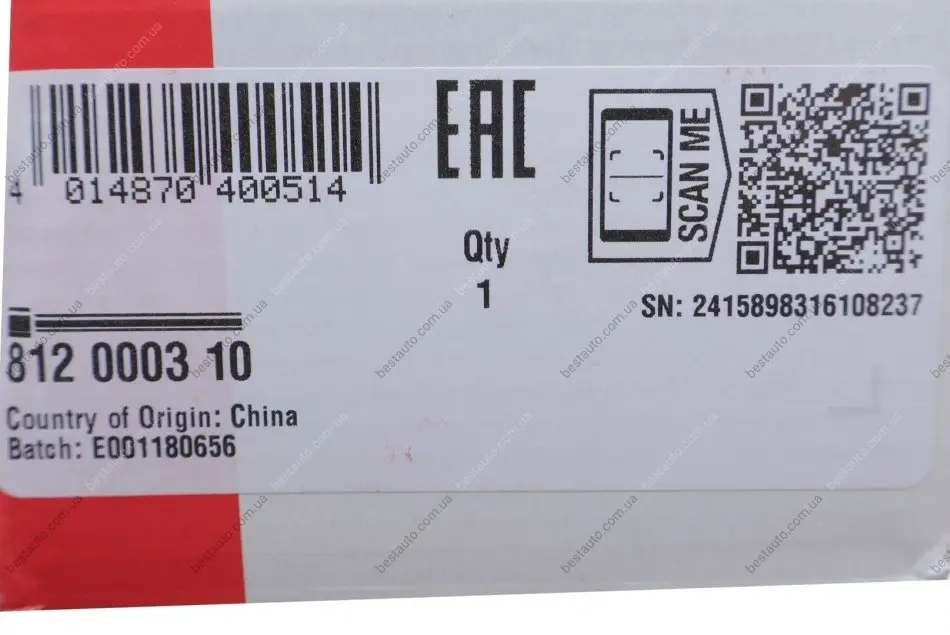 4 014870 400514
EAC
SCAN ME
Qty
1
SN: 2415898316108237
812 0003 10
Country of Origin: China
Batch: E001180656
bestauto.com.ua